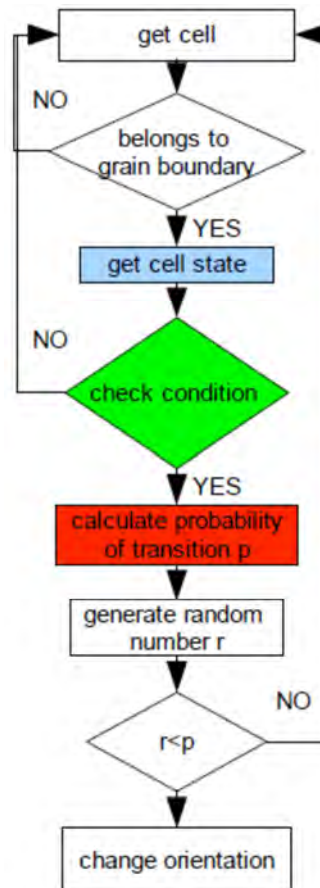 get cell
NO
belongs to
grain boundary
YES
get cell state
NO
check condition
YES
calculate probability
of transition p
generate random
number r
NO
r<p
change orientation